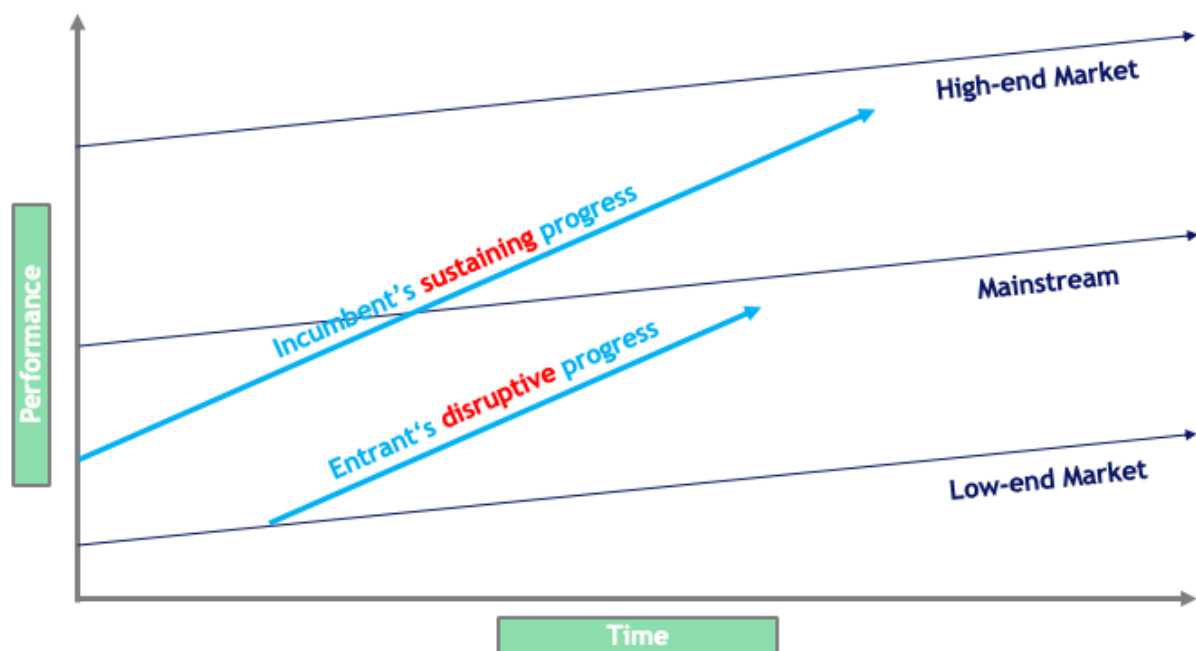 High-end Market
Incumbent's sustaining progress
Mainstream
Performance
Entrant‘s disruptive progress
Low-end Market
Time